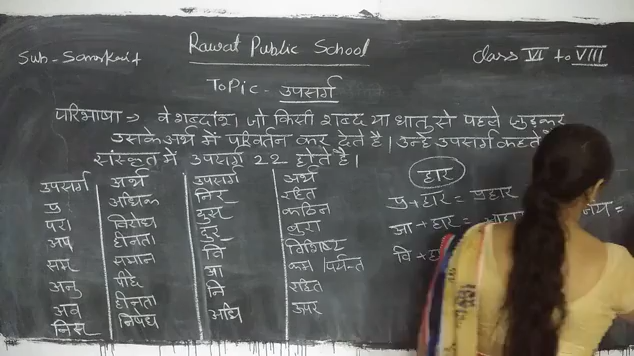 Rawat Public School
Sub-Sanskrit
Class VI to VIII
Topic - उपसर्ग
परिभाषा -> वे शब्दांश जो किसी शब्द या धातु से पहले जुड़कर
उसके अर्थ में परिवर्तन कर देते है। उन्हे उपसर्ग कहते
संस्कृत में उपसर्ग 22 होते है।
उपसर्ग अर्थ उपसर्ग अर्थ
प्र अधिक निर रहित
परा विरोध दुस कठिन
अप हीनता दुर बुरा
सम समान वि विशिष्ट
अनु पीछे आ कम / पर्यन्त
अव हीनता नि रहित
निस निषेध अधि ऊपर
हार
प्र + हार = प्रहार
आ + हार =
वि +